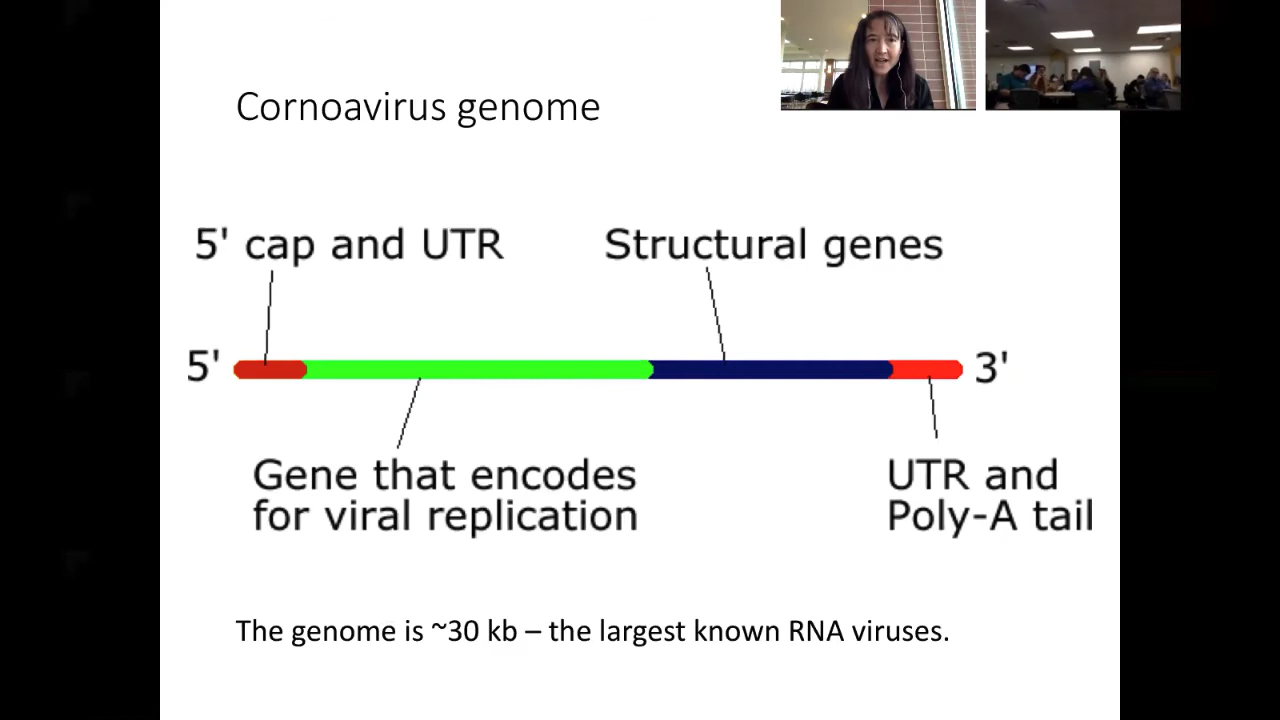 Cornoavirus genome
5' cap and UTR
Structural genes
5'
3'
Gene that encodes
for viral replication
UTR and
Poly-A tail
The genome is ~30 kb – the largest known RNA viruses.